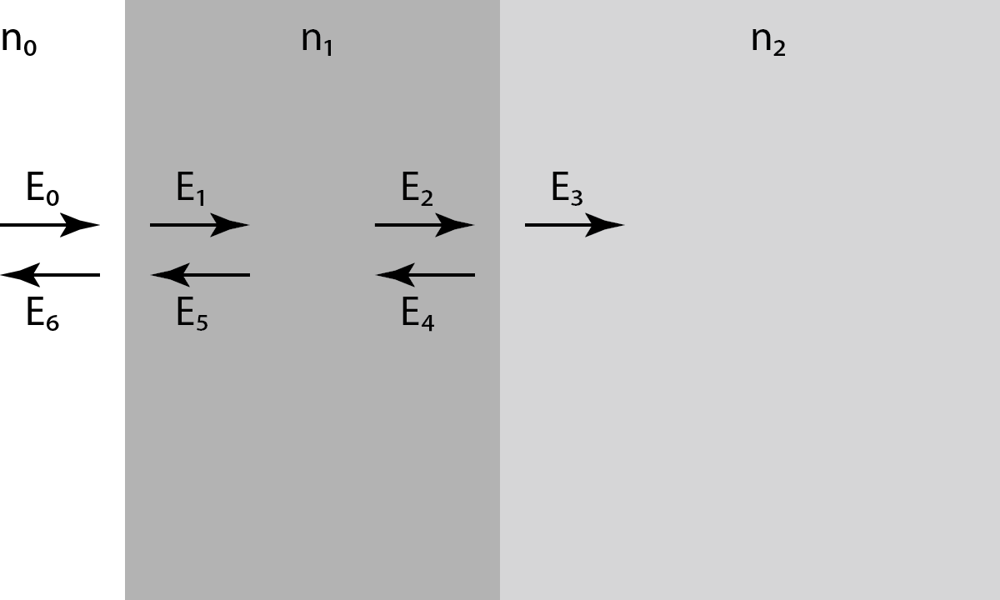 n₀ n₁ n₂
E₀ E₁ E₂ E₃
E₆ E₅ E₄